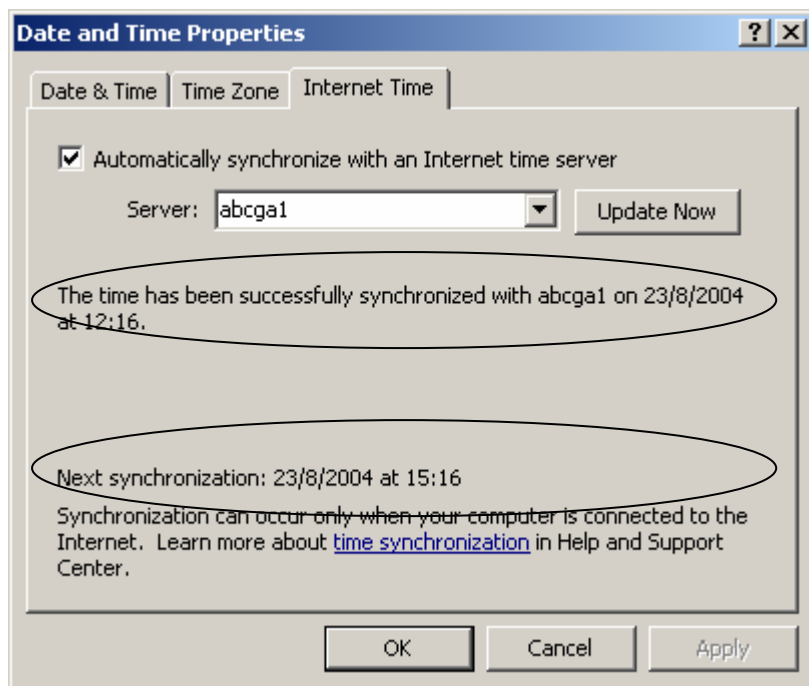 Date and Time Properties
Date & Time Time Zone Internet Time
Automatically synchronize with an Internet time server
Server: abcga1 Update Now
The time has been successfully synchronized with abcga1 on 23/8/2004
at 12:16.
Next synchronization: 23/8/2004 at 15:16
Synchronization can occur only when your computer is connected to the
Internet. Learn more about time synchronization in Help and Support
Center.
OK Cancel Apply